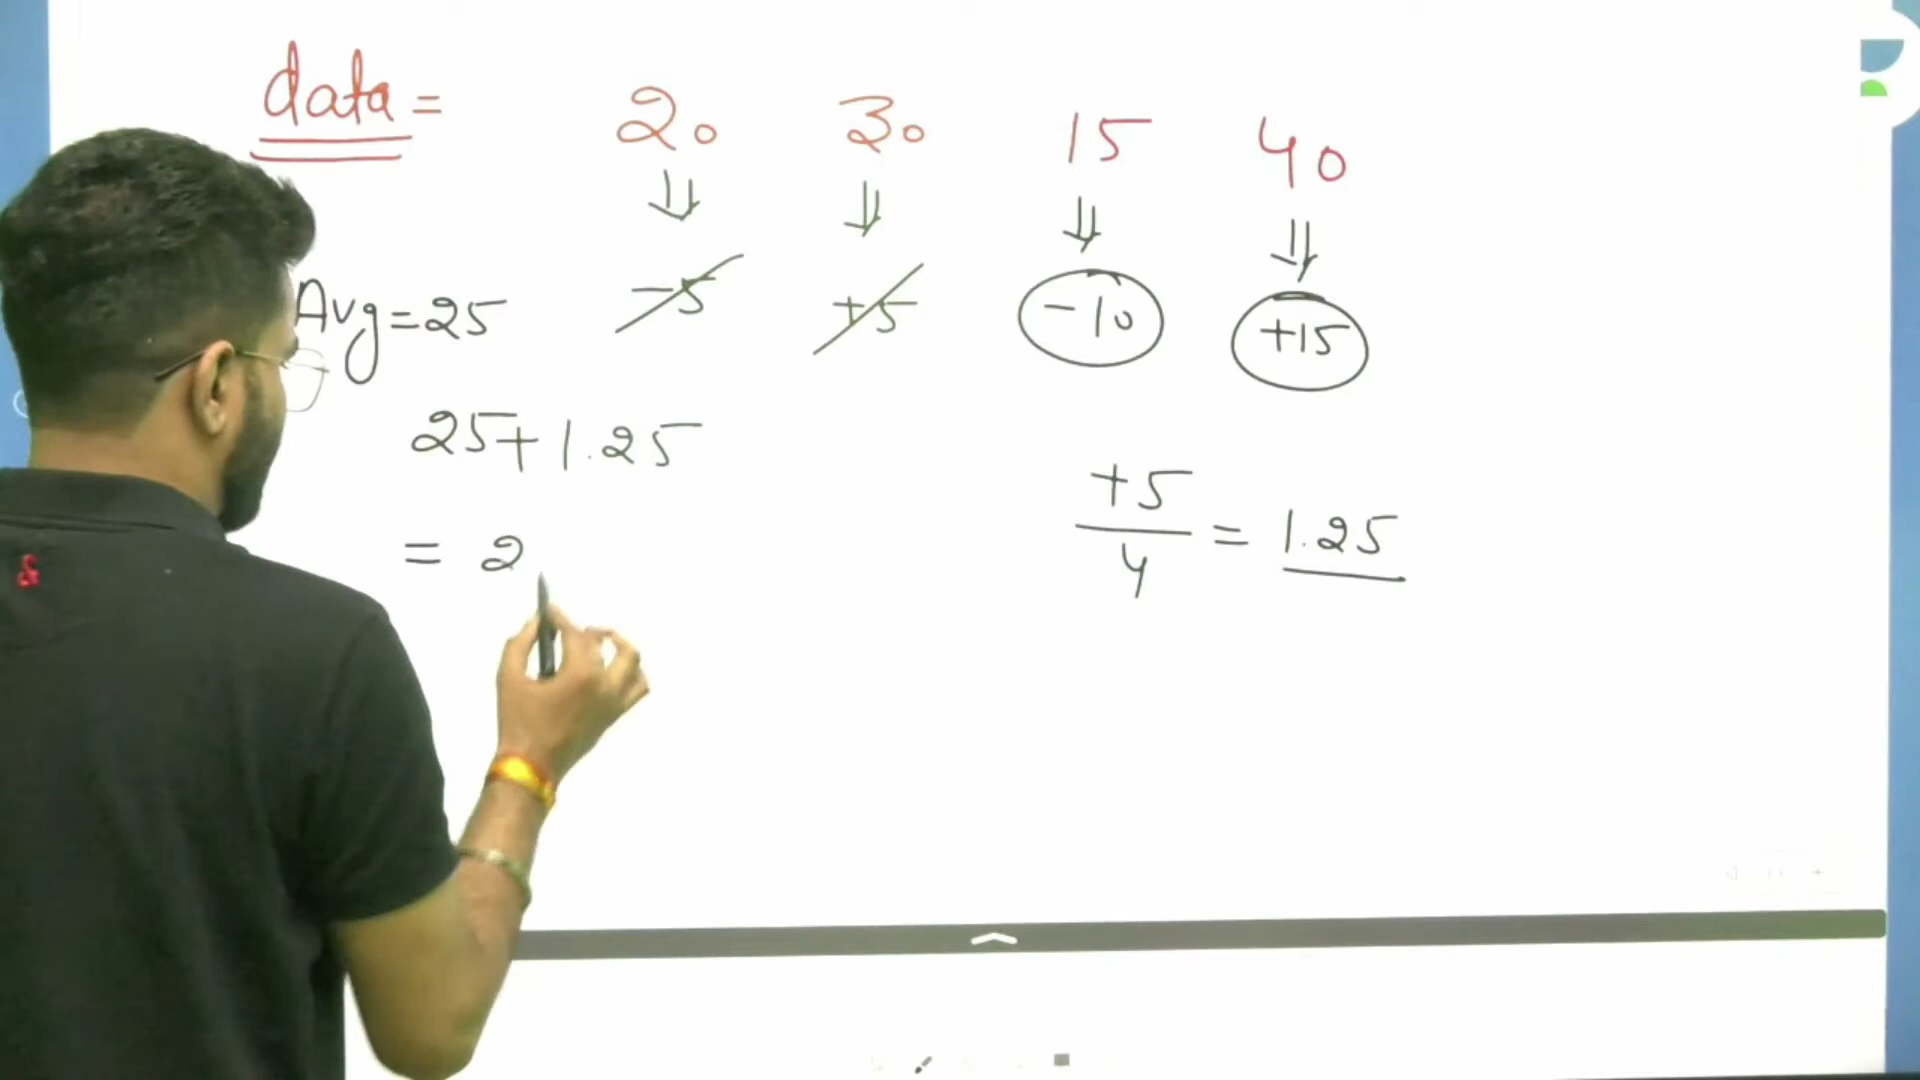 data = 20 30 15 40
Avg = 25 -5 +5 -10 +15
25 + 1.25
+5
4
= 1.25
= 2